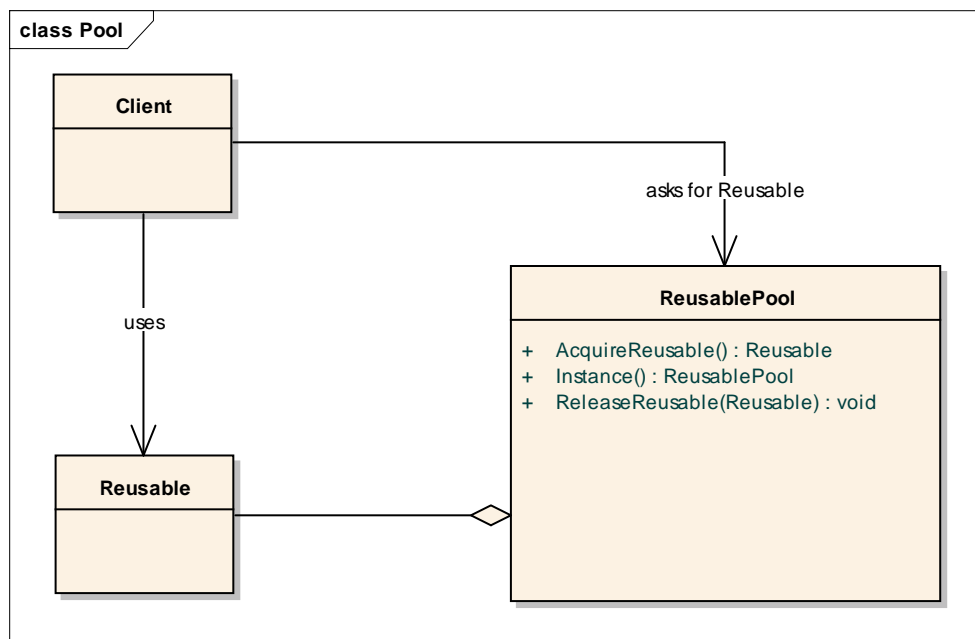 class Pool
Client
asks for Reusable
ReusablePool
uses
+ AcquireReusable() : Reusable
+ Instance() : ReusablePool
+ ReleaseReusable(Reusable) : void
Reusable